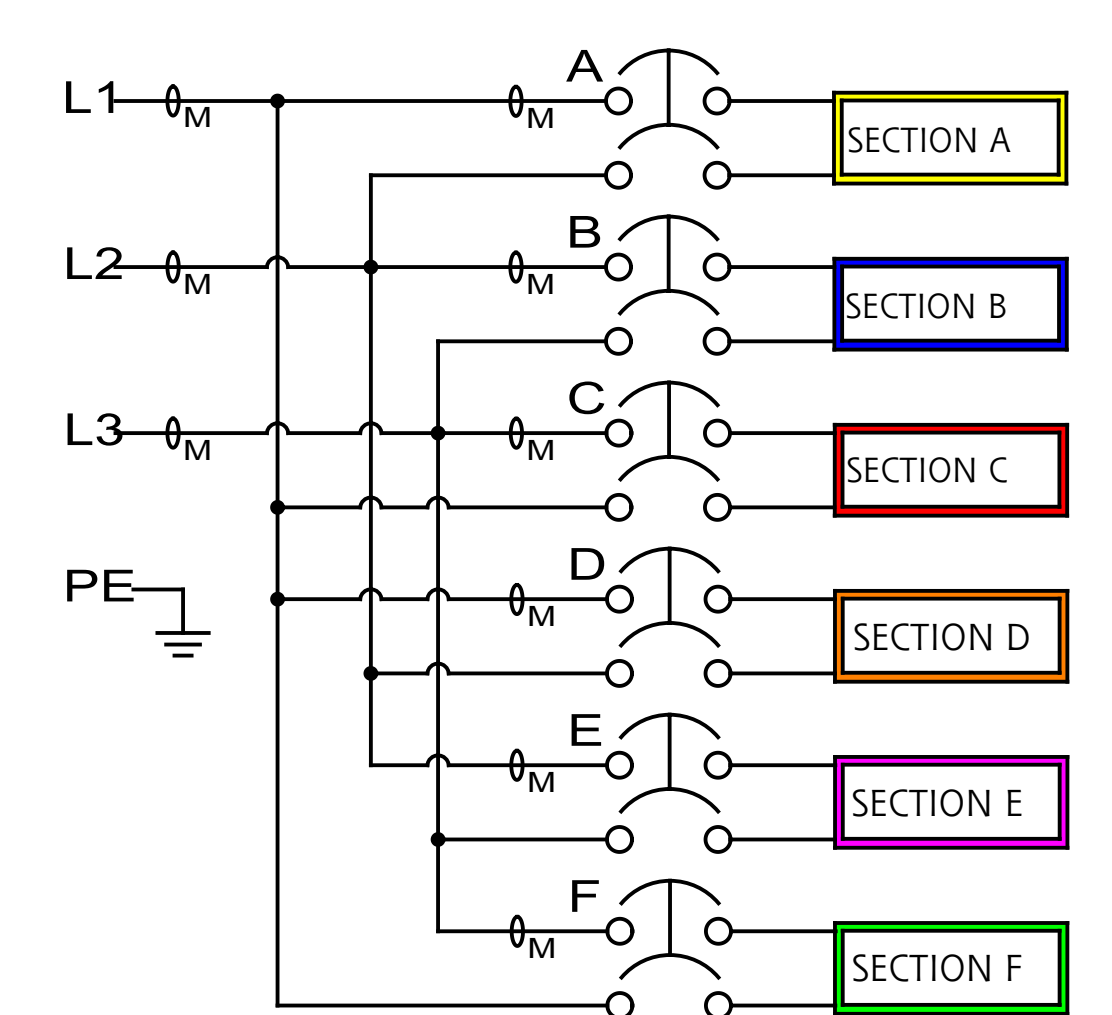 A
L1 M M SECTION A
B
L2 M M SECTION B
C
L3 M M SECTION C
D
PE M SECTION D
E
M SECTION E
F
M SECTION F